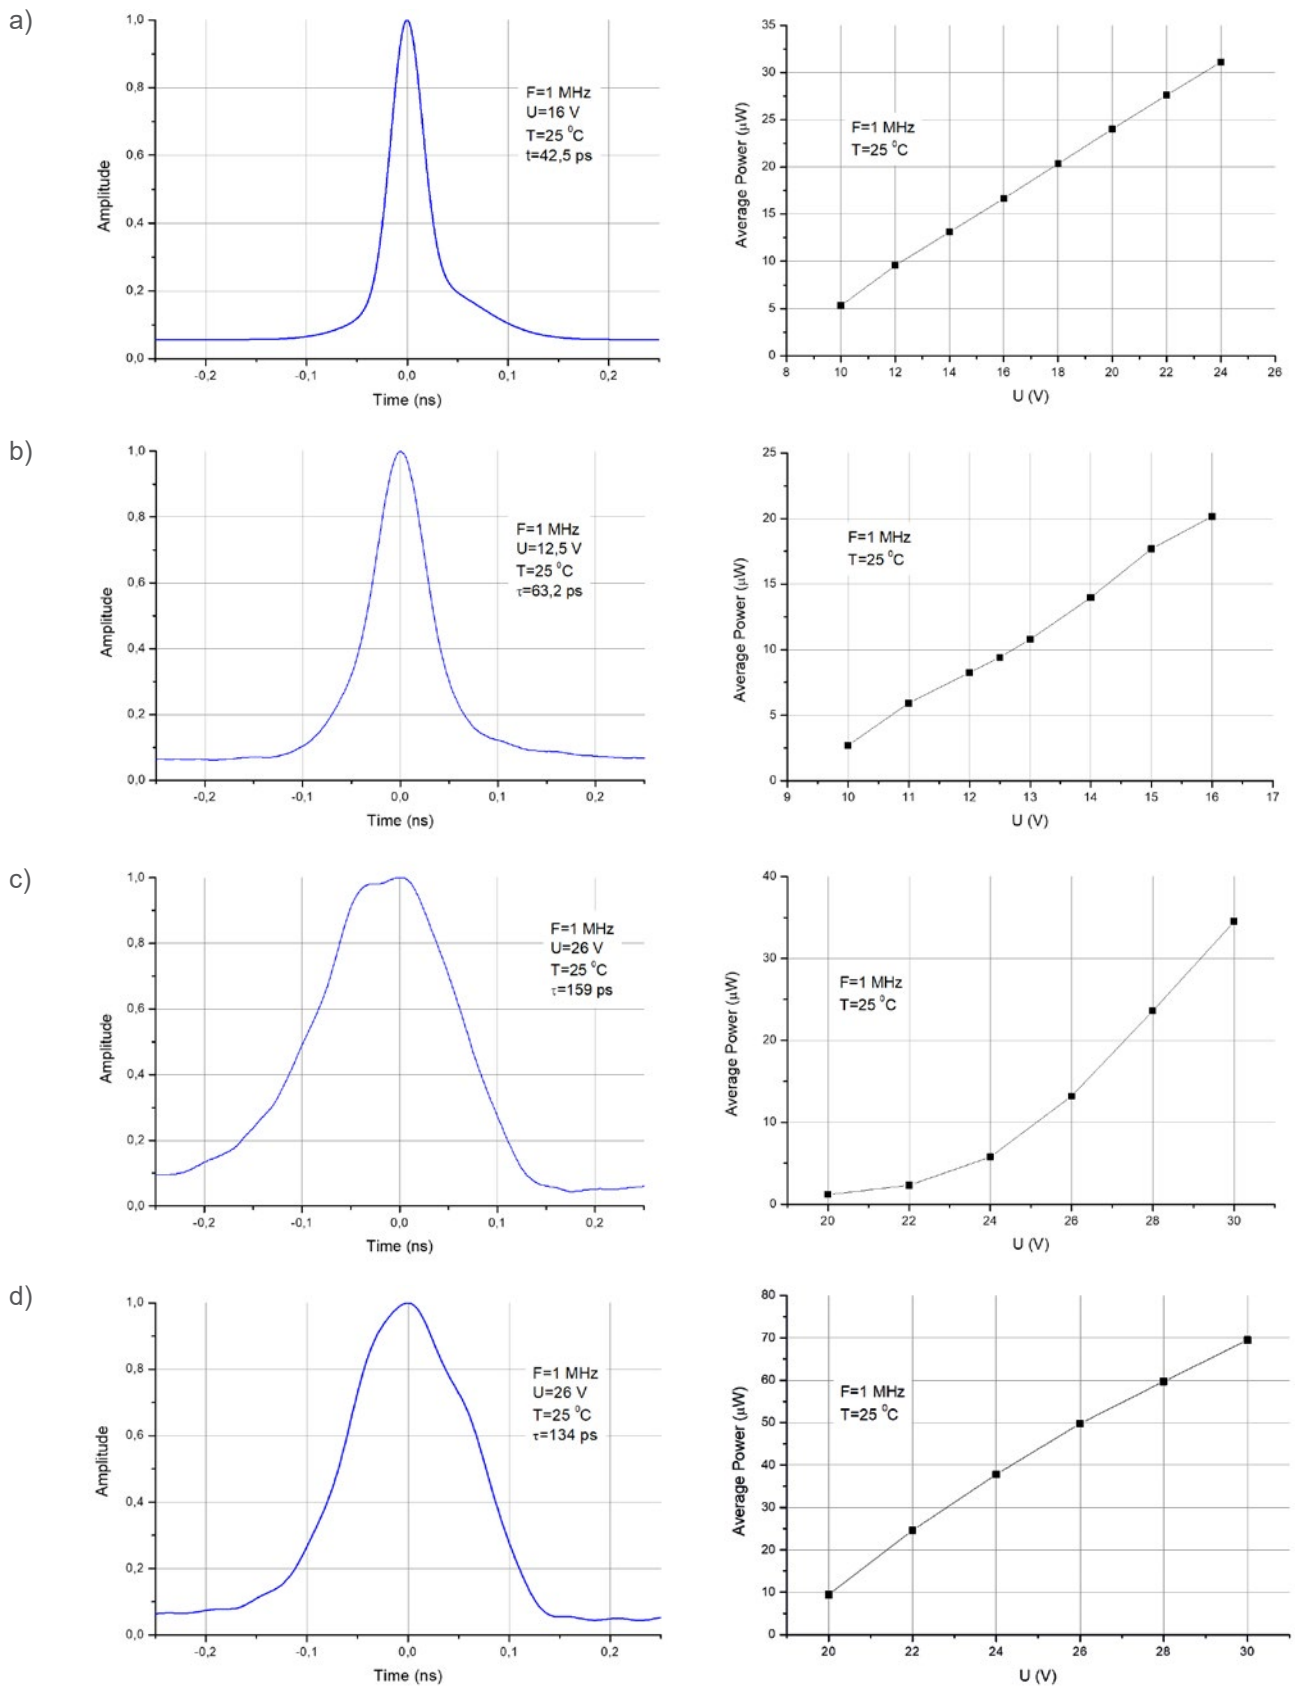 a)
1,0
0,8
0,6
0,4
0,2
0,0
Amplitude
F=1 MHz
U=16 V
T=25 ⁰C
t=42,5 ps
-0,2 -0,1 0,0 0,1 0,2
Time (ns)
35
30
25
20
15
10
5
0
Average Power (μW)
F=1 MHz
T=25 ⁰C
8 10 12 14 16 18 20 22 24 26
U (V)
b)
1,0
0,8
0,6
0,4
0,2
0,0
Amplitude
F=1 MHz
U=12,5 V
T=25 ⁰C
τ=63,2 ps
-0,2 -0,1 0,0 0,1 0,2
Time (ns)
25
20
15
10
5
0
Average Power (μW)
F=1 MHz
T=25 ⁰C
9 10 11 12 13 14 15 16 17
U (V)
c)
1,0
0,8
0,6
0,4
0,2
0,0
Amplitude
F=1 MHz
U=26 V
T=25 ⁰C
τ=159 ps
-0,2 -0,1 0,0 0,1 0,2
Time (ns)
40
30
20
10
0
Average Power (μW)
F=1 MHz
T=25 ⁰C
20 22 24 26 28 30
U (V)
d)
1,0
0,8
0,6
0,4
0,2
0,0
Amplitude
F=1 MHz
U=26 V
T=25 ⁰C
τ=134 ps
-0,2 -0,1 0,0 0,1 0,2
Time (ns)
80
70
60
50
40
30
20
10
0
Average Power (μW)
F=1 MHz
T=25 ⁰C
20 22 24 26 28 30
U (V)